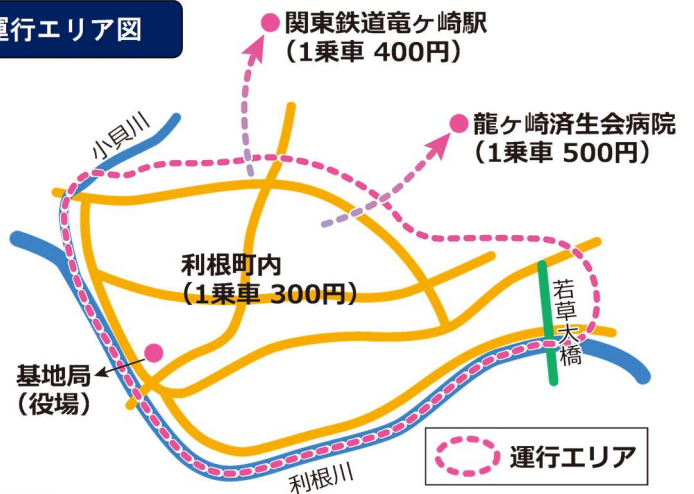 運行エリア図
関東鉄道竜ヶ崎駅
（1乗車 400円）
小貝川
龍ヶ崎済生会病院
（1乗車 500円）
利根町内
（1乗車 300円）
若草大橋
基地局
（役場）
利根川
運行エリア